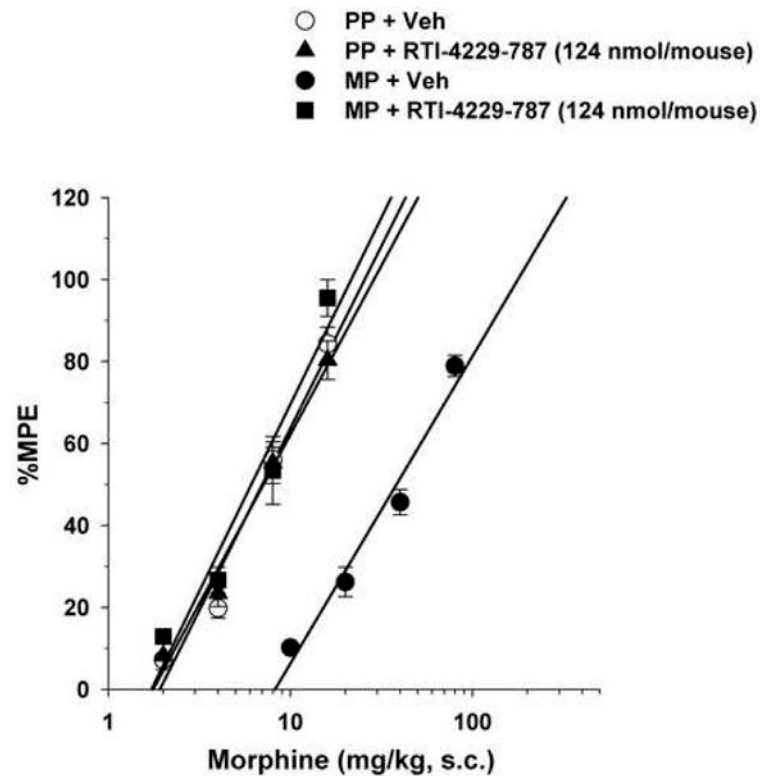 PP + Veh
PP + RTI-4229-787 (124 nmol/mouse)
MP + Veh
MP + RTI-4229-787 (124 nmol/mouse)
120
100
80
60
40
20
0
%MPE
1 10 100
Morphine (mg/kg, s.c.)